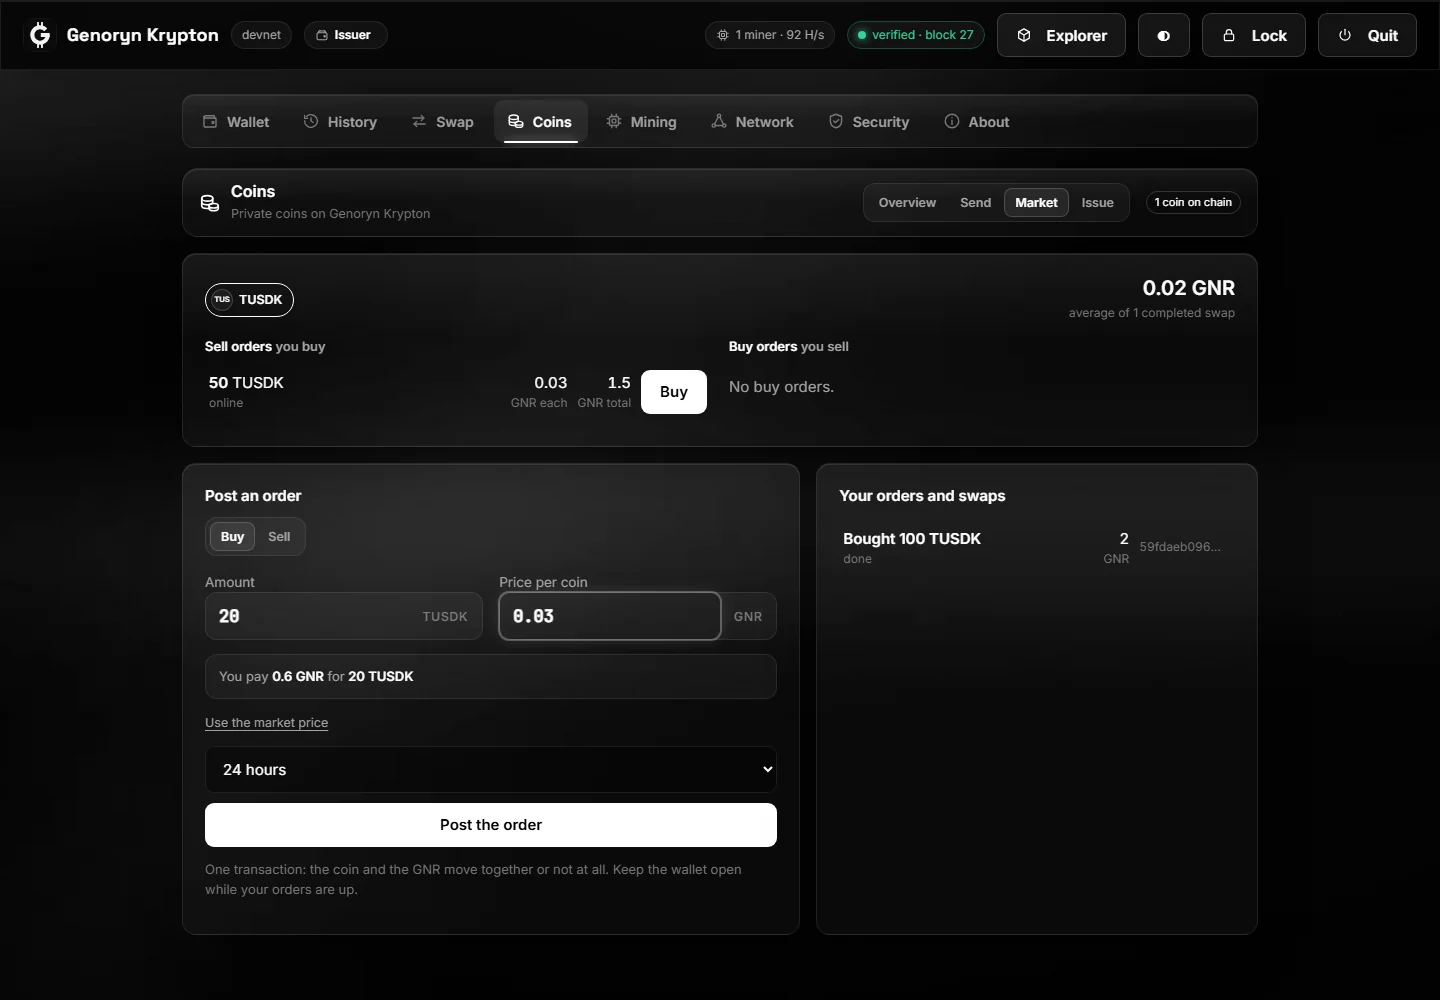 Genoryn Krypton devnet Issuer 1 miner · 92 H/s verified · block 27 Explorer Lock Quit
Wallet History Swap Coins Mining Network Security About
Coins
Private coins on Genoryn Krypton
Overview Send Market Issue 1 coin on chain
TUS TUSDK
0.02 GNR
average of 1 completed swap
Sell orders you buy
50 TUSDK 0.03 1.5 Buy
online GNR each GNR total
Buy orders you sell
No buy orders.
Post an order
Buy Sell
Amount Price per coin
20 TUSDK 0.03 GNR
You pay 0.6 GNR for 20 TUSDK
Use the market price
24 hours
Post the order
One transaction: the coin and the GNR move together or not at all. Keep the wallet open
while your orders are up.
Your orders and swaps
Bought 100 TUSDK 2 59fdaeb096...
done GNR